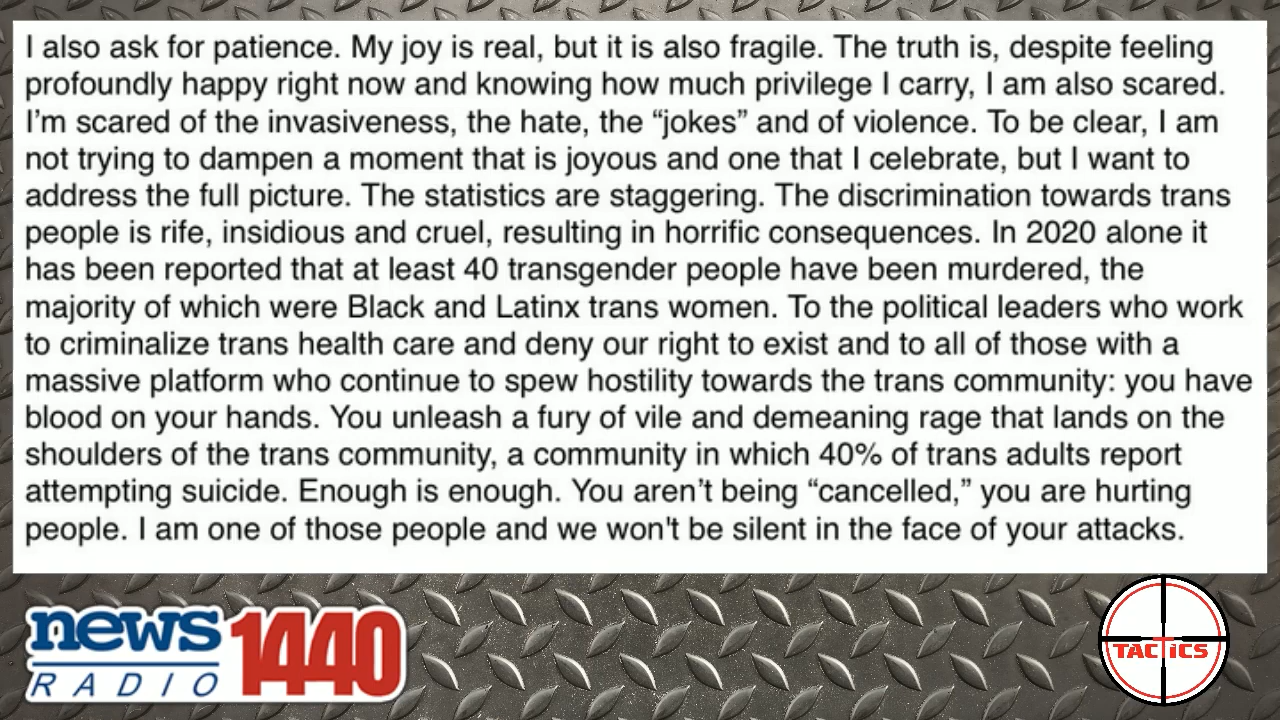 I also ask for patience. My joy is real, but it is also fragile. The truth is, despite feeling
profoundly happy right now and knowing how much privilege I carry, I am also scared.
I’m scared of the invasiveness, the hate, the “jokes” and of violence. To be clear, I am
not trying to dampen a moment that is joyous and one that I celebrate, but I want to
address the full picture. The statistics are staggering. The discrimination towards trans
people is rife, insidious and cruel, resulting in horrific consequences. In 2020 alone it
has been reported that at least 40 transgender people have been murdered, the
majority of which were Black and Latinx trans women. To the political leaders who work
to criminalize trans health care and deny our right to exist and to all of those with a
massive platform who continue to spew hostility towards the trans community: you have
blood on your hands. You unleash a fury of vile and demeaning rage that lands on the
shoulders of the trans community, a community in which 40% of trans adults report
attempting suicide. Enough is enough. You aren’t being “cancelled,” you are hurting
people. I am one of those people and we won't be silent in the face of your attacks.
news 1440
RADIO
TACTICS